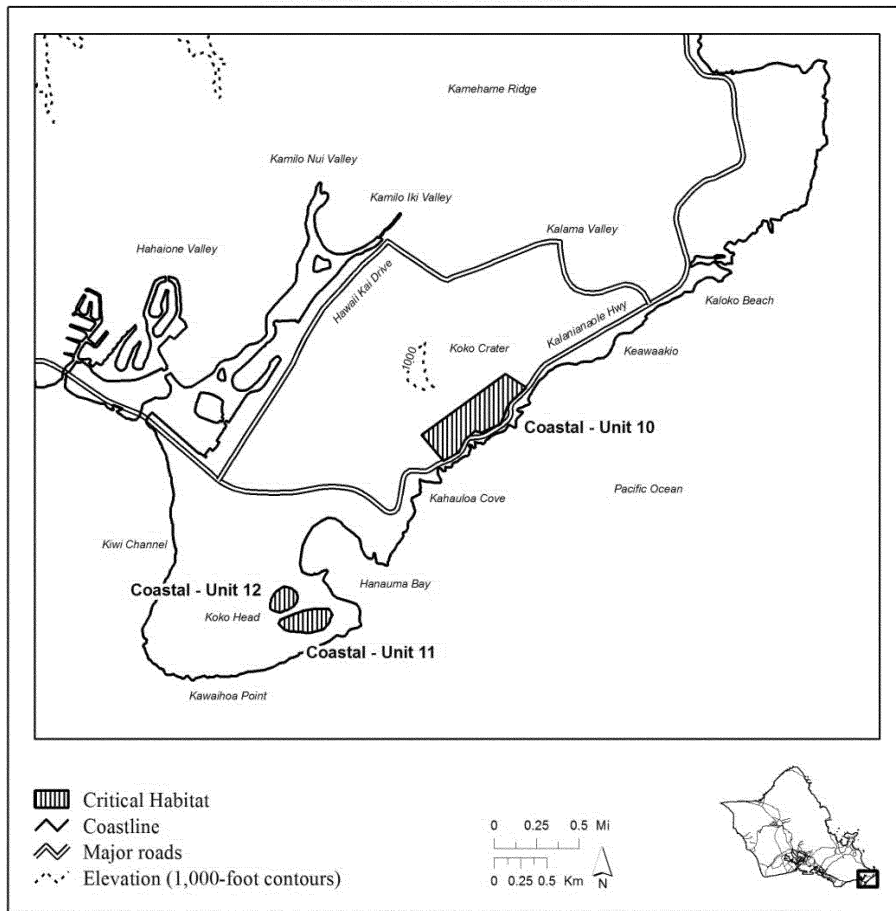 Kamehame Ridge
Kamilo Nui Valley
Kamilo Iki Valley
Kalama Valley
Hahaione Valley
Hawaii Kai Drive
Kalanianaole Hwy
Kaloko Beach
1000
Koko Crater
Keawaakio
Coastal - Unit 10
Kahauloa Cove
Pacific Ocean
Kiwi Channel
Hanauma Bay
Coastal - Unit 12
Koko Head
Coastal - Unit 11
Kawaihoa Point
Critical Habitat
Coastline
Major roads
Elevation (1,000-foot contours)
0 0.25 0.5 Mi
0 0.25 0.5 Km
N